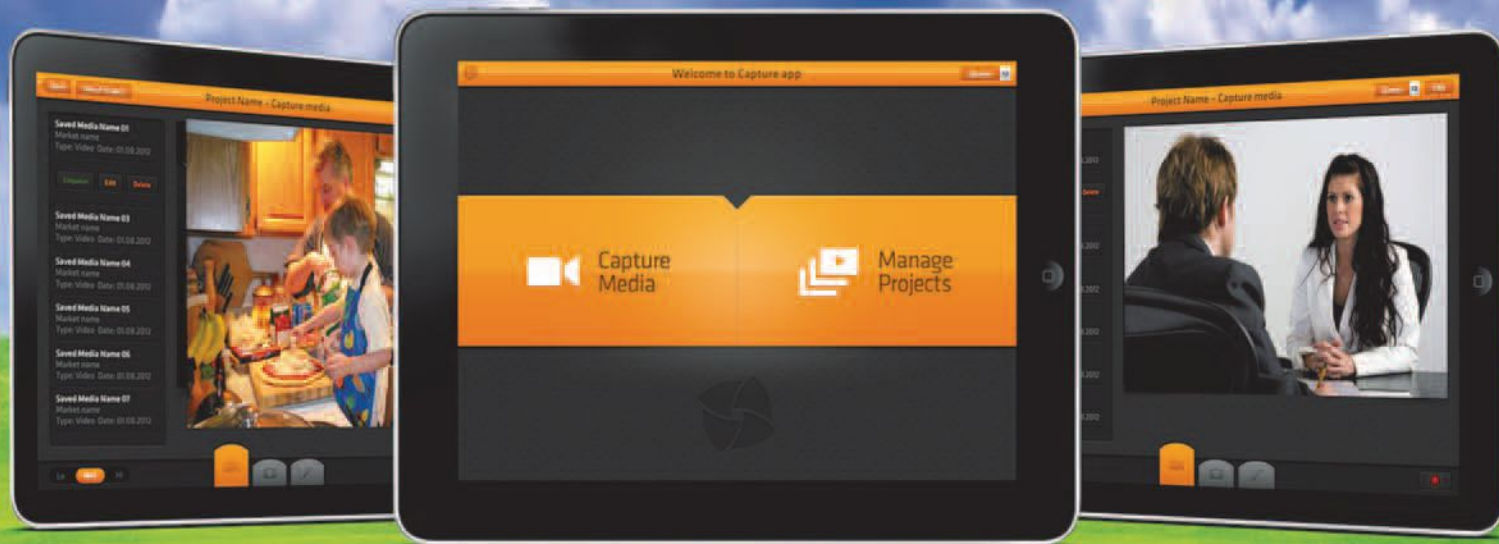 Project Name - Capture media
Saved Media Name 01
Market name
Type: Video Date: 01.08.2012
Edit
Delete
Saved Media Name 03
Market name
Type: Video Date: 01.08.2012
Saved Media Name 04
Market name
Type: Video Date: 01.08.2012
Saved Media Name 05
Market name
Type: Video Date: 01.08.2012
Saved Media Name 06
Market name
Type: Video Date: 01.08.2012
Saved Media Name 07
Market name
Type: Video Date: 01.08.2012
Lo
Hi
Welcome to Capture app
Capture
Media
Manage
Projects
Project Name - Capture media
Delete